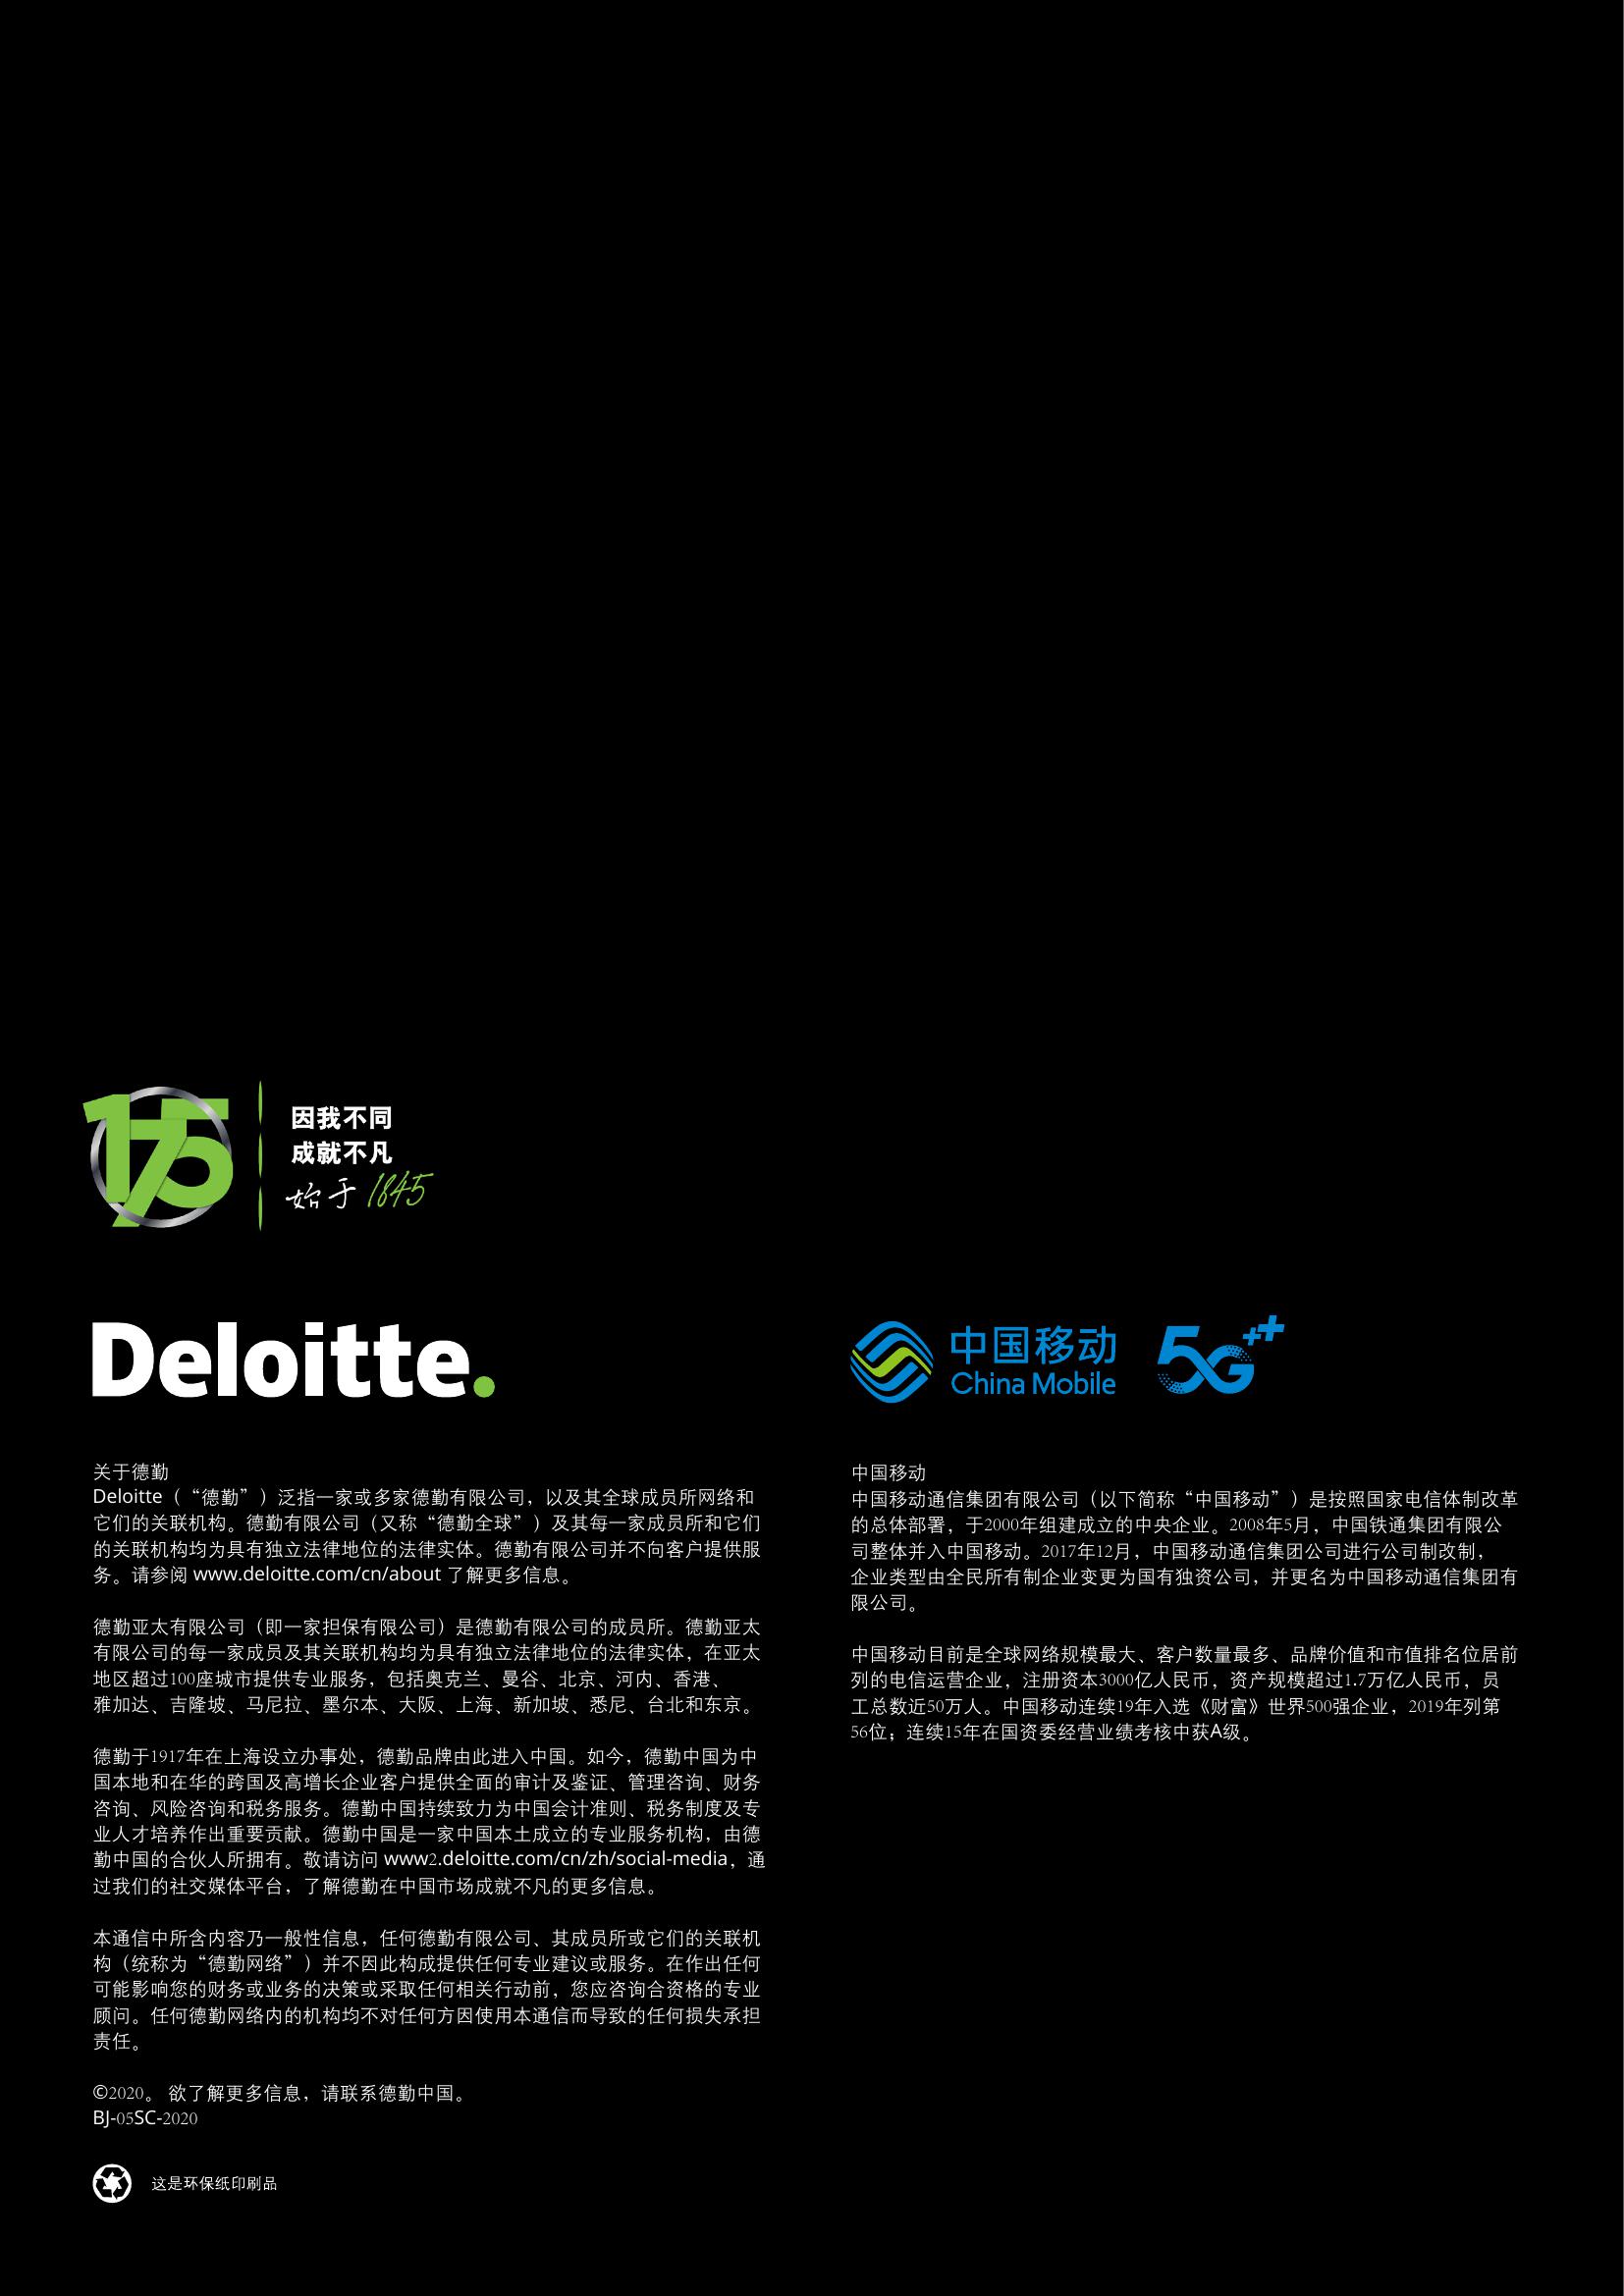 175
因我不同
成就不凡
始于 1845
Deloitte.
关于德勤
Deloitte（“德勤”）泛指一家或多家德勤有限公司，以及其全球成员所网络和
它们的关联机构。德勤有限公司（又称“德勤全球”）及其每一家成员所和它们
的关联机构均为具有独立法律地位的法律实体。德勤有限公司并不向客户提供服
务。请参阅 www.deloitte.com/cn/about 了解更多信息。
德勤亚太有限公司（即一家担保有限公司）是德勤有限公司的成员所。德勤亚太
有限公司的每一家成员及其关联机构均为具有独立法律地位的法律实体，在亚太
地区超过100座城市提供专业服务，包括奥克兰、曼谷、北京、河内、香港、
雅加达、吉隆坡、马尼拉、墨尔本、大阪、上海、新加坡、悉尼、台北和东京。
德勤于1917年在上海设立办事处，德勤品牌由此进入中国。如今，德勤中国为中
国本地和在华的跨国及高增长企业客户提供全面的审计及鉴证、管理咨询、财务
咨询、风险咨询和税务服务。德勤中国持续致力为中国会计准则、税务制度及专
业人才培养作出重要贡献。德勤中国是一家中国本土成立的专业服务机构，由德
勤中国的合伙人所拥有。敬请访问 www2.deloitte.com/cn/zh/social-media，通
过我们的社交媒体平台，了解德勤在中国市场成就不凡的更多信息。
本通信中所含内容乃一般性信息，任何德勤有限公司、其成员所或它们的关联机
构（统称为“德勤网络”）并不因此构成提供任何专业建议或服务。在作出任何
可能影响您的财务或业务的决策或采取任何相关行动前，您应咨询合资格的专业
顾问。任何德勤网络内的机构均不对任何方因使用本通信而导致的任何损失承担
责任。
©2020。 欲了解更多信息，请联系德勤中国。
BJ-05SC-2020
这是环保纸印刷品
中国移动
China Mobile
5G++
中国移动
中国移动通信集团有限公司（以下简称“中国移动”）是按照国家电信体制改革
的总体部署，于2000年组建成立的中央企业。2008年5月，中国铁通集团有限公
司整体并入中国移动。2017年12月，中国移动通信集团公司进行公司制改制，
企业类型由全民所有制企业变更为国有独资公司，并更名为中国移动通信集团有
限公司。
中国移动目前是全球网络规模最大、客户数量最多、品牌价值和市值排名位居前
列的电信运营企业，注册资本3000亿人民币，资产规模超过1.7万亿人民币，员
工总数近50万人。中国移动连续19年入选《财富》世界500强企业，2019年列第
56位；连续15年在国资委经营业绩考核中获A级。